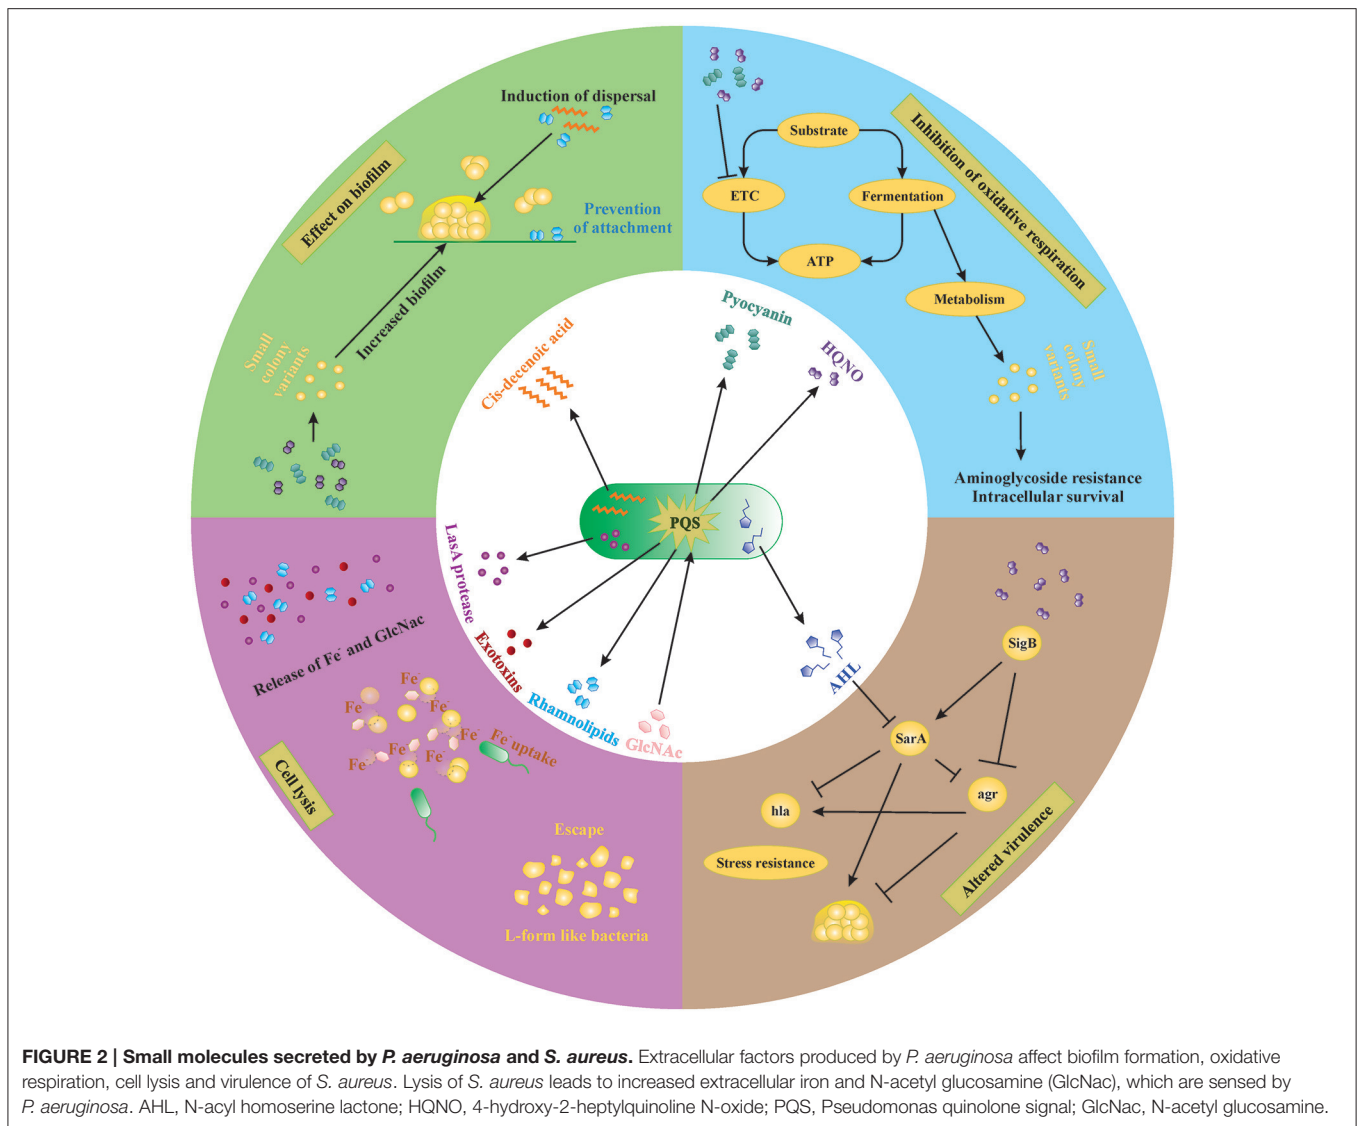 Induction of dispersal
Effect on biofilm
Prevention
of attachment
Increased biofilm
Small
colony
variants
Substrate
ETC
Fermentation
ATP
Metabolism
Inhibition of oxidative respiration
Small
colony
variants
Aminoglycoside resistance
Intracellular survival
Pyocyanin
HQNO
Cis-decenoic acid
PQS
LasA protease
Exotoxins
Rhamnolipids
GlcNAc
AHL
Release of Fe⁻ and GlcNac
Fe⁻
Fe⁻
Fe⁻
Fe⁻
Fe⁻
Fe⁻
Fe⁻
Fe⁻uptake
Cell lysis
Escape
L-form like bacteria
SigB
SarA
agr
hla
Stress resistance
Altered virulence
FIGURE 2 | Small molecules secreted by P. aeruginosa and S. aureus. Extracellular factors produced by P. aeruginosa affect biofilm formation, oxidative
respiration, cell lysis and virulence of S. aureus. Lysis of S. aureus leads to increased extracellular iron and N-acetyl glucosamine (GlcNac), which are sensed by
P. aeruginosa. AHL, N-acyl homoserine lactone; HQNO, 4-hydroxy-2-heptylquinoline N-oxide; PQS, Pseudomonas quinolone signal; GlcNac, N-acetyl glucosamine.